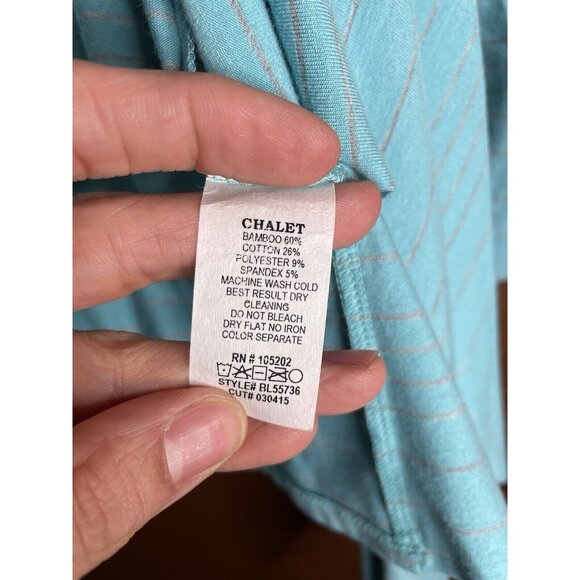 CHALET
BAMBOO 60%
COTTON 26%
POLYESTER 9%
SPANDEX 5%
MACHINE WASH COLD
BEST RESULT DRY
CLEANING
DO NOT BLEACH
DRY FLAT NO IRON
COLOR SEPARATE
RN # 105202
STYLE# BL55736
CUT# 030415